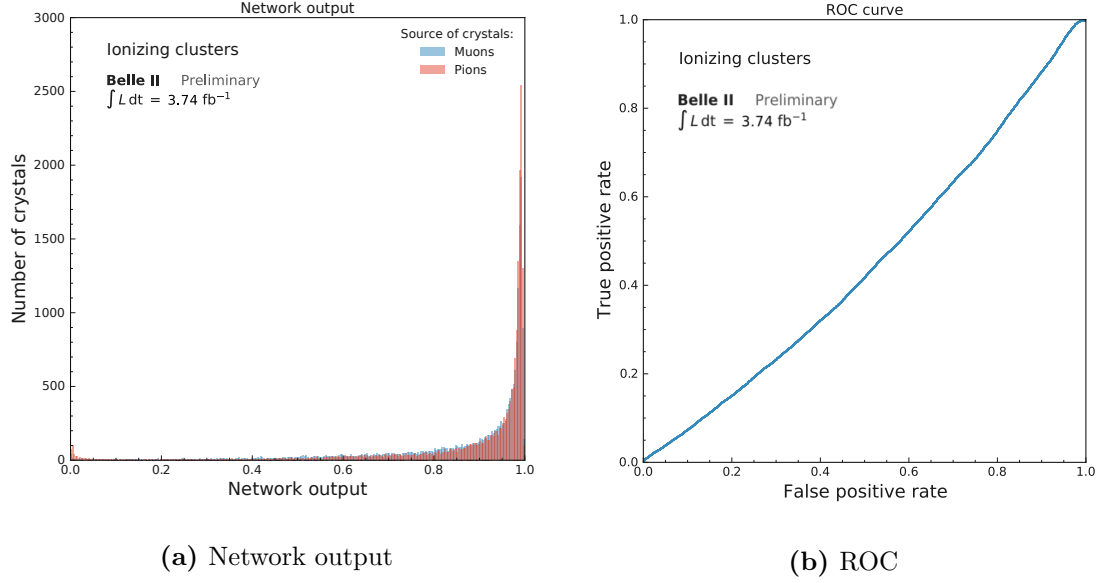 Network output
3000
2500
2000
1500
1000
500
0
0.0 0.2 0.4 0.6 0.8 1.0
Number of crystals
Network output
Ionizing clusters
Belle II Preliminary
∫ L dt = 3.74 fb⁻¹
Source of crystals:
Muons
Pions
(a) Network output
ROC curve
1.0
0.8
0.6
0.4
0.2
0.0
0.0 0.2 0.4 0.6 0.8 1.0
True positive rate
False positive rate
Ionizing clusters
Belle II Preliminary
∫ L dt = 3.74 fb⁻¹
(b) ROC